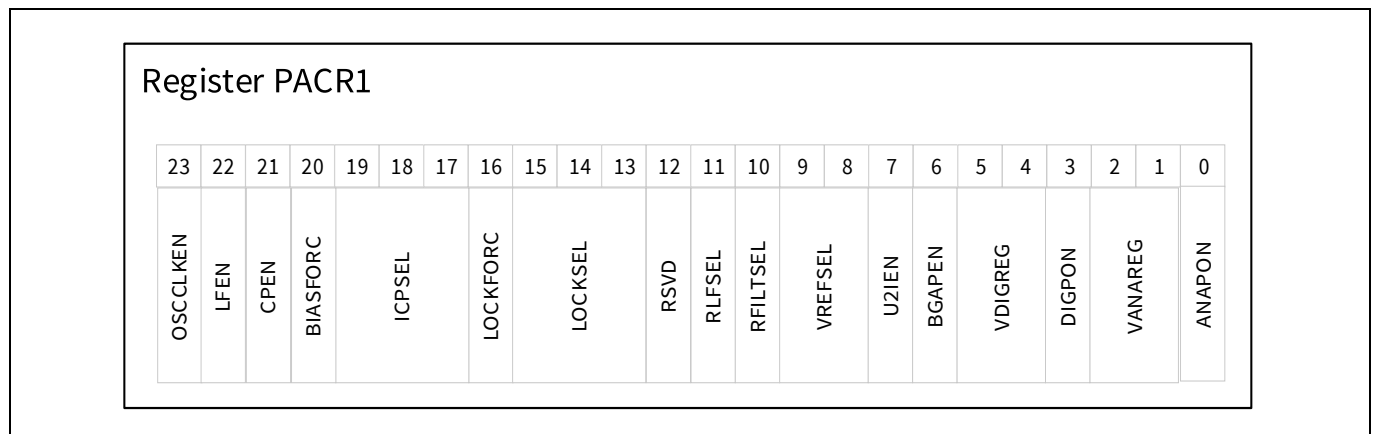 Register PACR1
23 22 21 20 19 18 17 16 15 14 13 12 11 10 9 8 7 6 5 4 3 2 1 0
OSCCLKEN LFEN CPEN BIASFORC ICPSEL LOCKFORC LOCKSEL RSVD RLFSEL RFILTSEL VREFSEL U2IEN BGAPEN VDIGREG DIGPON VANAREG ANAPON